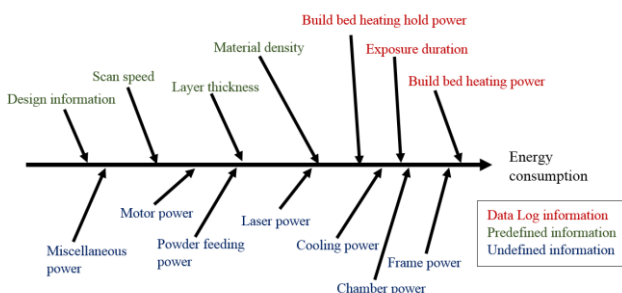 Build bed heating hold power
Material density
Exposure duration
Scan speed
Build bed heating power
Layer thickness
Design information
Energy
consumption
Motor power
Laser power
Data Log information
Predefined information
Undefined information
Miscellaneous
power
Powder feeding
power
Cooling power
Frame power
Chamber power